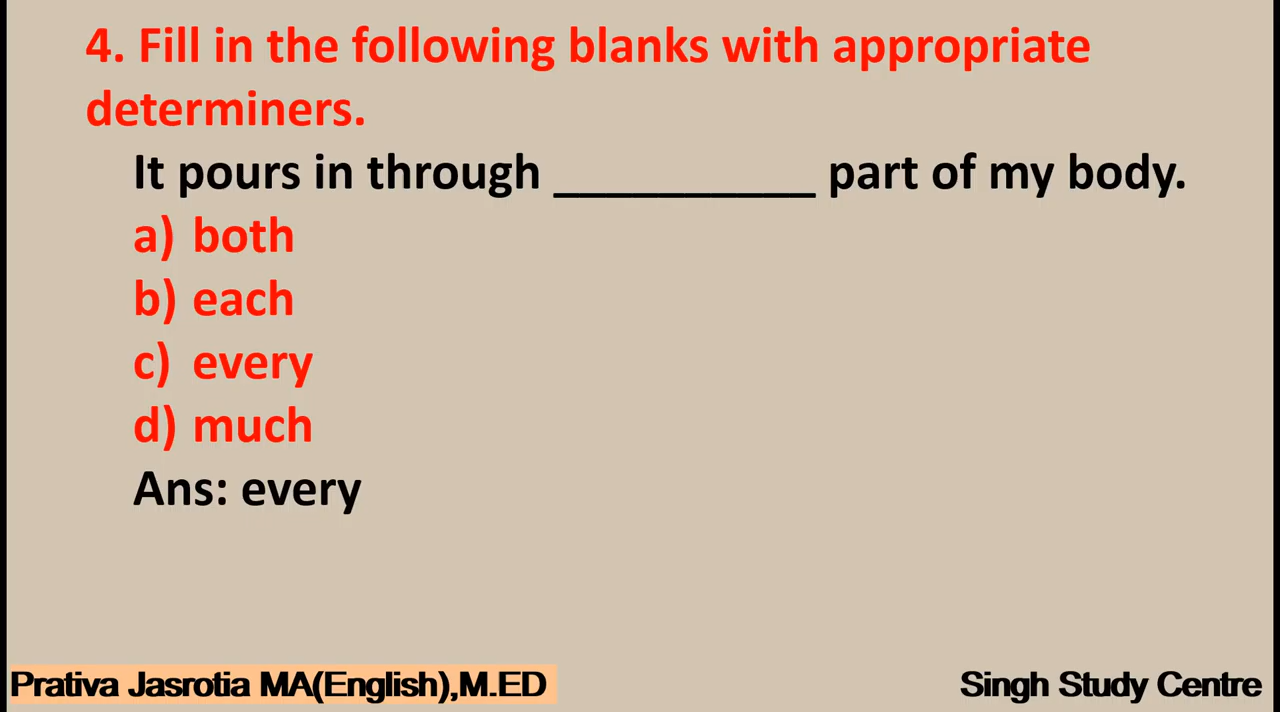 4. Fill in the following blanks with appropriate
determiners.
It pours in through __________ part of my body.
a) both
b) each
c) every
d) much
Ans: every
Prativa Jasrotia MA(English),M.ED
Singh Study Centre